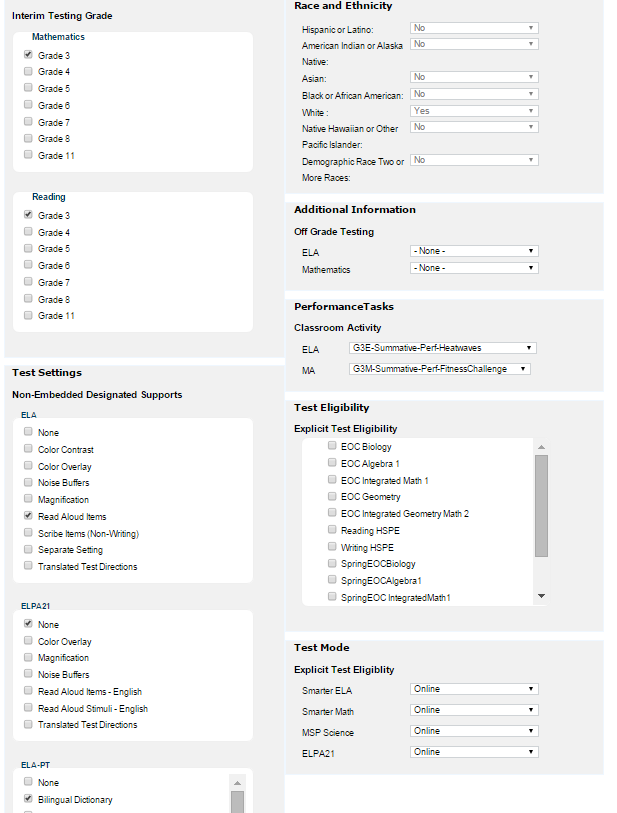 Interim Testing Grade
Mathematics
Grade 3
Grade 4
Grade 5
Grade 6
Grade 7
Grade 8
Grade 11
Reading
Grade 3
Grade 4
Grade 5
Grade 6
Grade 7
Grade 8
Grade 11
Test Settings
Non-Embedded Designated Supports
ELA
None
Color Contrast
Color Overlay
Noise Buffers
Magnification
Read Aloud Items
Scribe Items (Non-Writing)
Separate Setting
Translated Test Directions
ELPA21
None
Color Overlay
Magnification
Noise Buffers
Read Aloud Items - English
Read Aloud Stimuli - English
Translated Test Directions
ELA-PT
None
Bilingual Dictionary
Race and Ethnicity
Hispanic or Latino: No
American Indian or Alaska No
Native:
Asian: No
Black or African American: No
White : Yes
Native Hawaiian or Other No
Pacific Islander:
Demographic Race Two or No
More Races:
Additional Information
Off Grade Testing
ELA - None -
Mathematics - None -
PerformanceTasks
Classroom Activity
ELA G3E-Summative-Perf-Heatwaves
MA G3M-Summative-Perf-FitnessChallenge
Test Eligibility
Explicit Test Eligibility
EOC Biology
EOC Algebra 1
EOC Integrated Math 1
EOC Geometry
EOC Integrated Geometry Math 2
Reading HSPE
Writing HSPE
SpringEOCBiology
SpringEOCAlgebra1
SpringEOC IntegratedMath1
Test Mode
Explicit Test Eligiblity
Smarter ELA Online
Smarter Math Online
MSP Science Online
ELPA21 Online